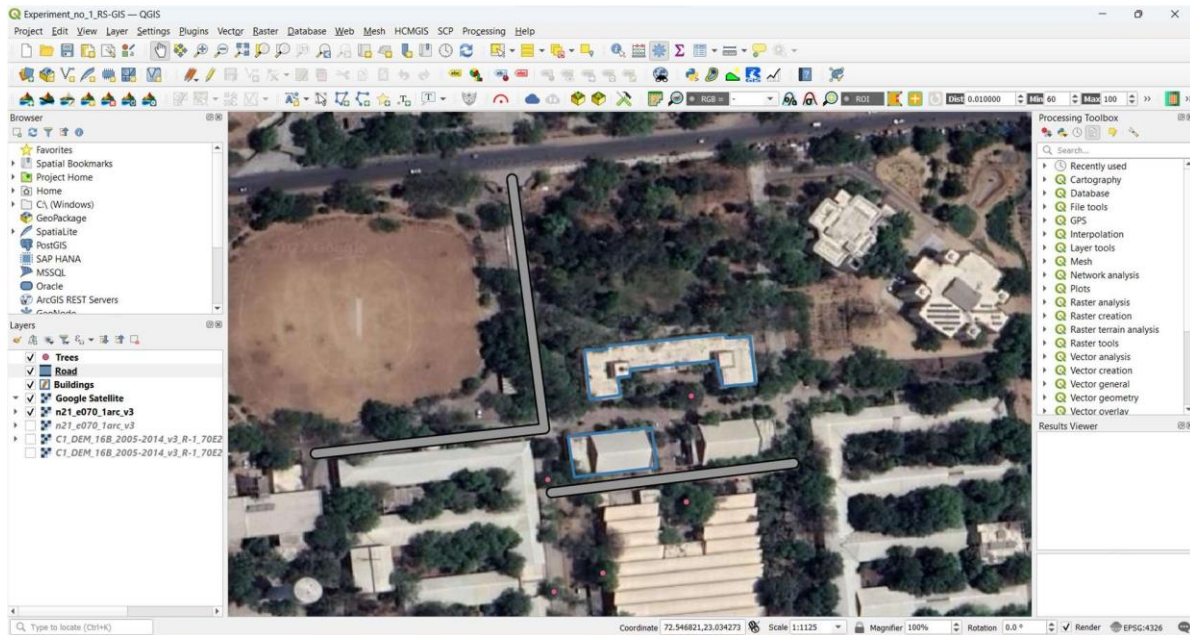 Experiment_no_1_RS-GIS — QGIS
Project Edit View Layer Settings Plugins Vector Raster Database Web Mesh HCMGIS SCP Processing Help
RGB = -
ROI
Dist 0.010000 Min 60 Max 100 »
Browser
Favorites
Spatial Bookmarks
Project Home
Home
C:\ (Windows)
GeoPackage
SpatiaLite
PostGIS
SAP HANA
MSSQL
Oracle
ArcGIS REST Servers
GeoNode
Layers
Trees
Road
Buildings
Google Satellite
n21_e070_1arc_v3
n21_e070_1arc_v3
C1_DEM_16B_2005-2014_v3_R-1_70E2
C1_DEM_16B_2005-2014_v3_R-1_70E2
Processing Toolbox
Search...
Recently used
Cartography
Database
File tools
GPS
Interpolation
Layer tools
Mesh
Network analysis
Plots
Raster analysis
Raster creation
Raster terrain analysis
Raster tools
Vector analysis
Vector creation
Vector general
Vector geometry
Vector overlay
Results Viewer
Type to locate (Ctrl+K)
Coordinate 72.546821,23.034273 Scale 1:1125 Magnifier 100% Rotation 0.0 ° Render EPSG:4326